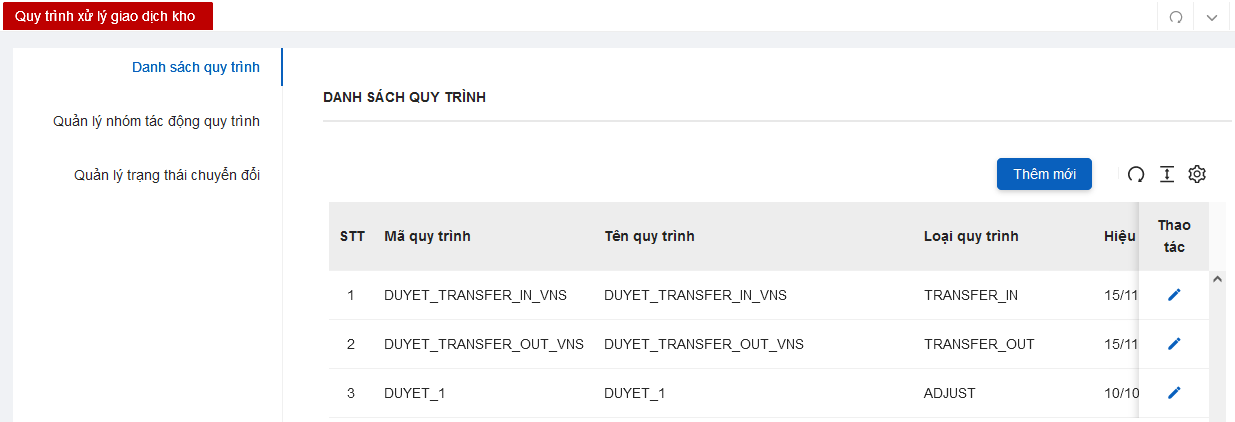 Quy trình xử lý giao dịch kho
Danh sách quy trình
Quản lý nhóm tác động quy trình
Quản lý trạng thái chuyển đổi
DANH SÁCH QUY TRÌNH
Thêm mới
STT Mã quy trình Tên quy trình Loại quy trình Hiệu Thao tác
1 DUYET_TRANSFER_IN_VNS DUYET_TRANSFER_IN_VNS TRANSFER_IN 15/11
2 DUYET_TRANSFER_OUT_VNS DUYET_TRANSFER_OUT_VNS TRANSFER_OUT 15/11
3 DUYET_1 DUYET_1 ADJUST 10/10